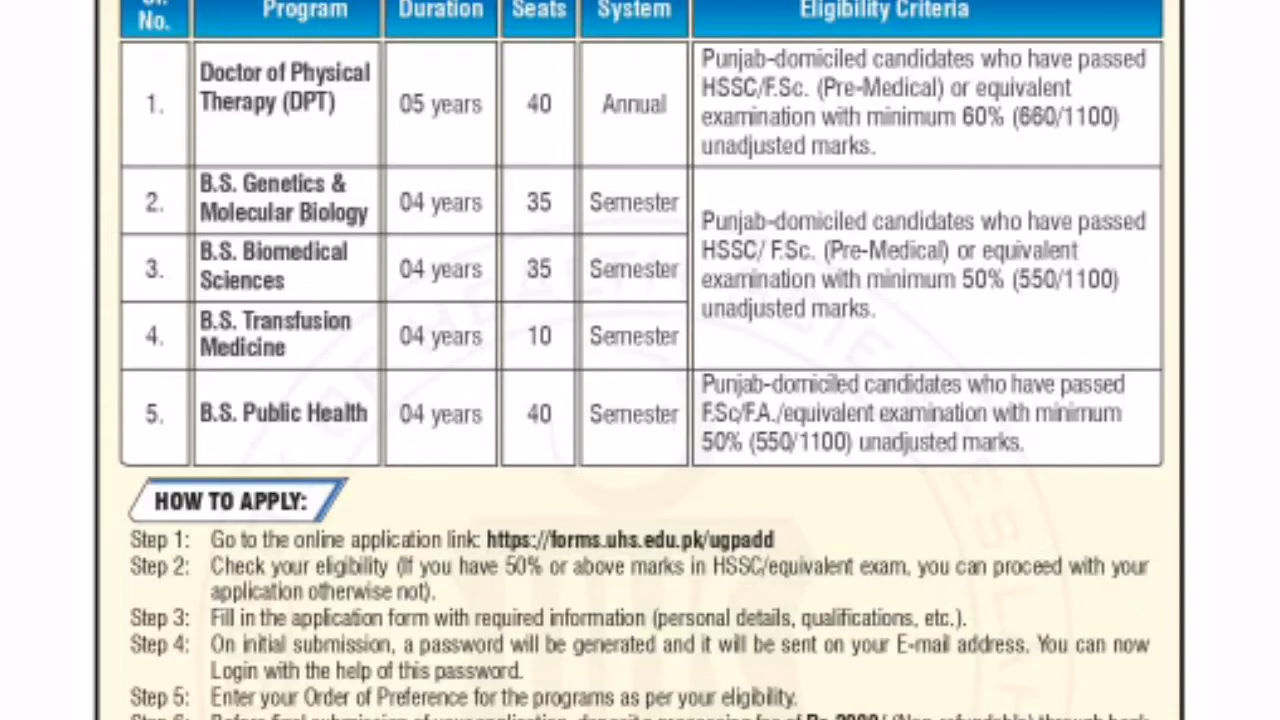 No.
Program
Duration
Seats
System
Eligibility Criteria
1.
Doctor of Physical
Therapy (DPT)
05 years
40
Annual
Punjab-domiciled candidates who have passed
HSSC/F.Sc. (Pre-Medical) or equivalent
examination with minimum 60% (660/1100)
unadjusted marks.
2.
B.S. Genetics &
Molecular Biology
04 years
35
Semester
Punjab-domiciled candidates who have passed
HSSC/ F.Sc. (Pre-Medical) or equivalent
examination with minimum 50% (550/1100)
unadjusted marks.
3.
B.S. Biomedical
Sciences
04 years
35
Semester
4.
B.S. Transfusion
Medicine
04 years
10
Semester
5.
B.S. Public Health
04 years
40
Semester
Punjab-domiciled candidates who have passed
F.Sc/F.A./equivalent examination with minimum
50% (550/1100) unadjusted marks.
HOW TO APPLY:
Step 1: Go to the online application link: https://forms.uhs.edu.pk/ugpadd
Step 2: Check your eligibility (If you have 50% or above marks in HSSC/equivalent exam, you can proceed with your
application otherwise not).
Step 3: Fill in the application form with required information (personal details, qualifications, etc.).
Step 4: On initial submission, a password will be generated and it will be sent on your E-mail address. You can now
Login with the help of this password.
Step 5: Enter your Order of Preference for the programs as per your eligibility.